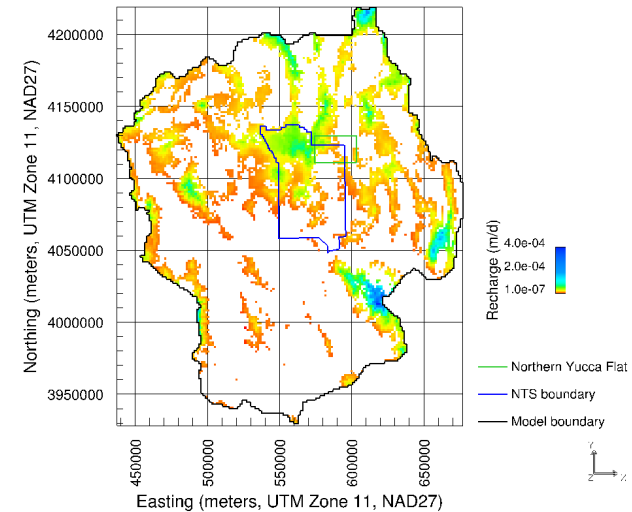 4200000
4150000
4100000
4050000
4000000
3950000
Northing (meters, UTM Zone 11, NAD27)
450000
500000
550000
600000
650000
Easting (meters, UTM Zone 11, NAD27)
Recharge (m/d)
4.0e-04
2.0e-04
1.0e-07
Northern Yucca Flat
NTS boundary
Model boundary
Y
Z
X